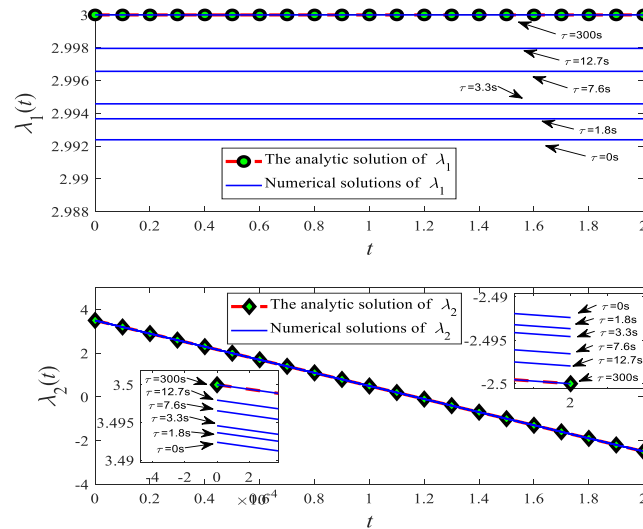 3
2.998
2.996
2.994
2.992
2.99
2.988
λ₁(t)
τ=300s
τ=12.7s
τ=7.6s
τ=3.3s
τ=1.8s
τ=0s
The analytic solution of λ₁
Numerical solutions of λ₁
0 0.2 0.4 0.6 0.8 1 1.2 1.4 1.6 1.8 2
t
4
2
0
-2
-4
λ₂(t)
The analytic solution of λ₂
Numerical solutions of λ₂
-2.49
-2.495
-2.5
2
τ=0s
τ=1.8s
τ=3.3s
τ=7.6s
τ=12.7s
τ=300s
3.5
3.495
3.49
τ=300s
τ=12.7s
τ=7.6s
τ=3.3s
τ=1.8s
τ=0s
-4 -2 0 2
×10⁻⁴
0 0.2 0.4 0.6 0.8 1 1.2 1.4 1.6 1.8 2
t